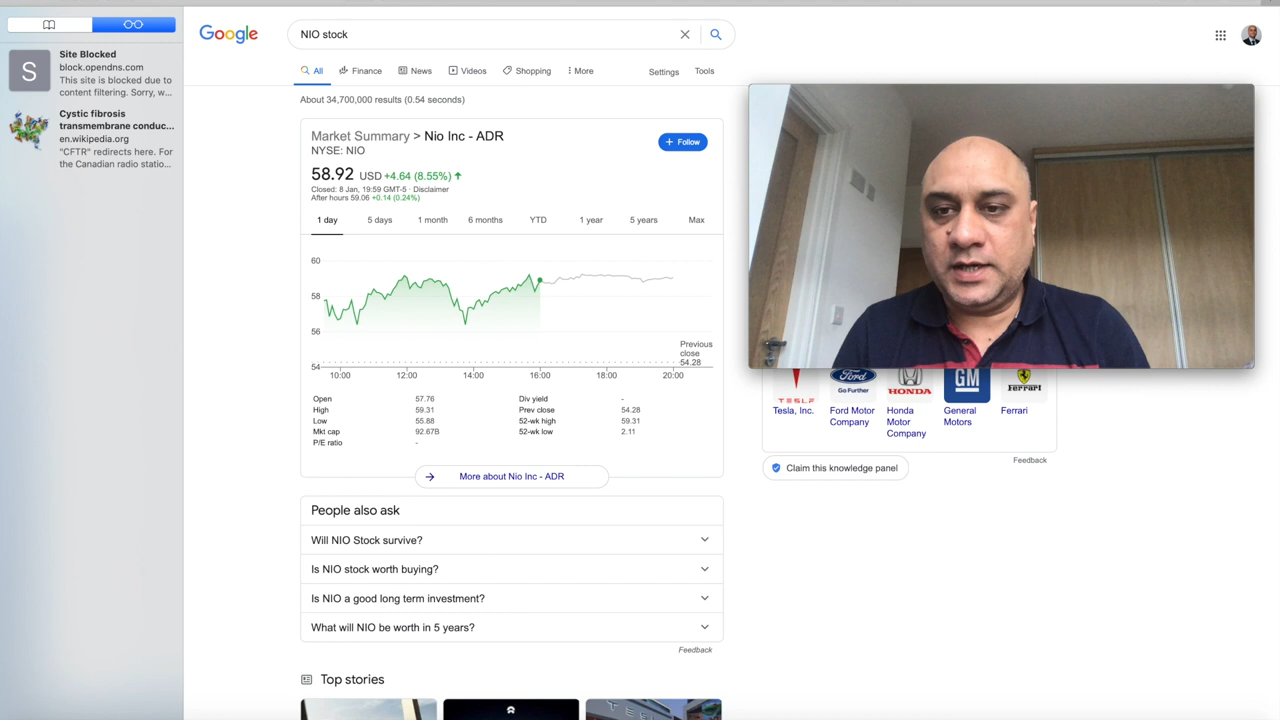 Site Blocked
block.opendns.com
This site is blocked due to
content filtering. Sorry, w...
S
Cystic fibrosis
transmembrane conduc...
en.wikipedia.org
"CFTR" redirects here. For
the Canadian radio statio...
Google
NIO stock
All
Finance
News
Videos
Shopping
More
Settings
Tools
About 34,700,000 results (0.54 seconds)
Market Summary > Nio Inc - ADR
NYSE: NIO
Follow
58.92 USD +4.64 (8.55%)
Closed: 8 Jan, 19:59 GMT-5 · Disclaimer
After hours 59.06 +0.14 (0.24%)
1 day 5 days 1 month 6 months YTD 1 year 5 years Max
60
58
56
54
Previous
close
54.28
10:00 12:00 14:00 16:00 18:00 20:00
Open 57.76 Div yield -
High 59.31 Prev close 54.28
Low 55.88 52-wk high 59.31
Mkt cap 92.67B 52-wk low 2.11
P/E ratio -
More about Nio Inc - ADR
People also ask
Will NIO Stock survive?
Is NIO stock worth buying?
Is NIO a good long term investment?
What will NIO be worth in 5 years?
Feedback
Top stories
TESLA
TESLA
Ford
Go Further
HONDA
GM
Ferrari
Tesla, Inc.
Ford Motor
Company
Honda
Motor
Company
General
Motors
Ferrari
Feedback
Claim this knowledge panel